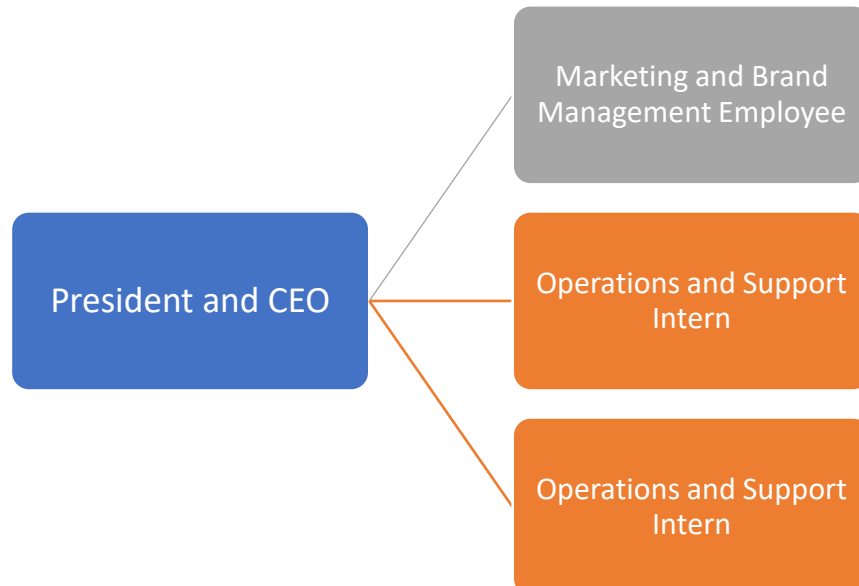 Marketing and Brand
Management Employee
President and CEO
Operations and Support
Intern
Operations and Support
Intern